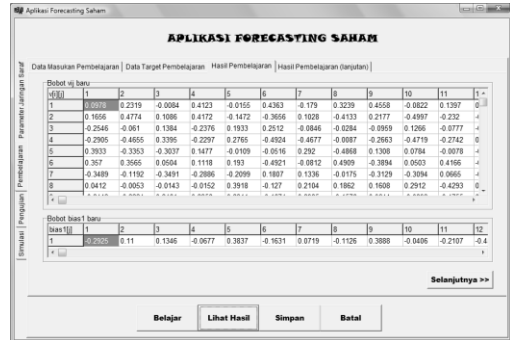 Aplikasi Forecasting Saham
APLIKASI FORECASTING SAHAM
Data Masukan Pembelajaran Data Target Pembelajaran Hasil Pembelajaran Hasil Pembelajaran (lanjutan)
Parameter Jaringan Saraf
Pembelajaran
Pengujian
Simulasi
Bobot vij baru
v[i][j] 1 2 3 4 5 6 7 8 9 10 11 1
1 0.0978 0.2319 -0.0084 0.4123 -0.0155 0.4363 -0.179 0.3239 0.4558 -0.0822 0.1397
2 0.1656 0.4774 0.1086 0.4172 -0.1472 -0.3656 0.1028 -0.4133 0.2177 -0.4997 -0.232
3 -0.2546 -0.061 0.1384 -0.2376 0.1933 0.2512 -0.0846 -0.0284 -0.0959 0.1266 -0.0777
4 -0.2905 -0.4655 0.3395 -0.2297 0.2765 -0.4924 -0.4677 -0.0087 -0.2663 -0.4719 -0.2742
5 0.3933 -0.3353 -0.3037 0.1477 -0.0109 -0.0516 0.292 -0.4868 0.1308 0.0784 -0.0078
6 0.357 0.3565 0.0504 0.1118 0.193 -0.4921 -0.0812 0.4909 -0.3894 0.0503 0.4166
7 -0.3489 -0.1192 -0.3491 -0.2886 -0.2099 0.1807 0.1336 -0.0175 -0.3129 -0.3094 0.0665
8 0.0412 -0.0053 -0.0143 -0.0152 0.3918 -0.127 0.2104 0.1862 0.1608 0.2912 -0.4293
Bobot bias1 baru
bias1[j] 1 2 3 4 5 6 7 8 9 10 11 12
1 -0.2925 0.11 0.1346 -0.0677 0.3837 -0.1631 0.0719 -0.1126 0.3888 -0.0406 -0.2107 -0.4
Selanjutnya >>
Belajar Lihat Hasil Simpan Batal